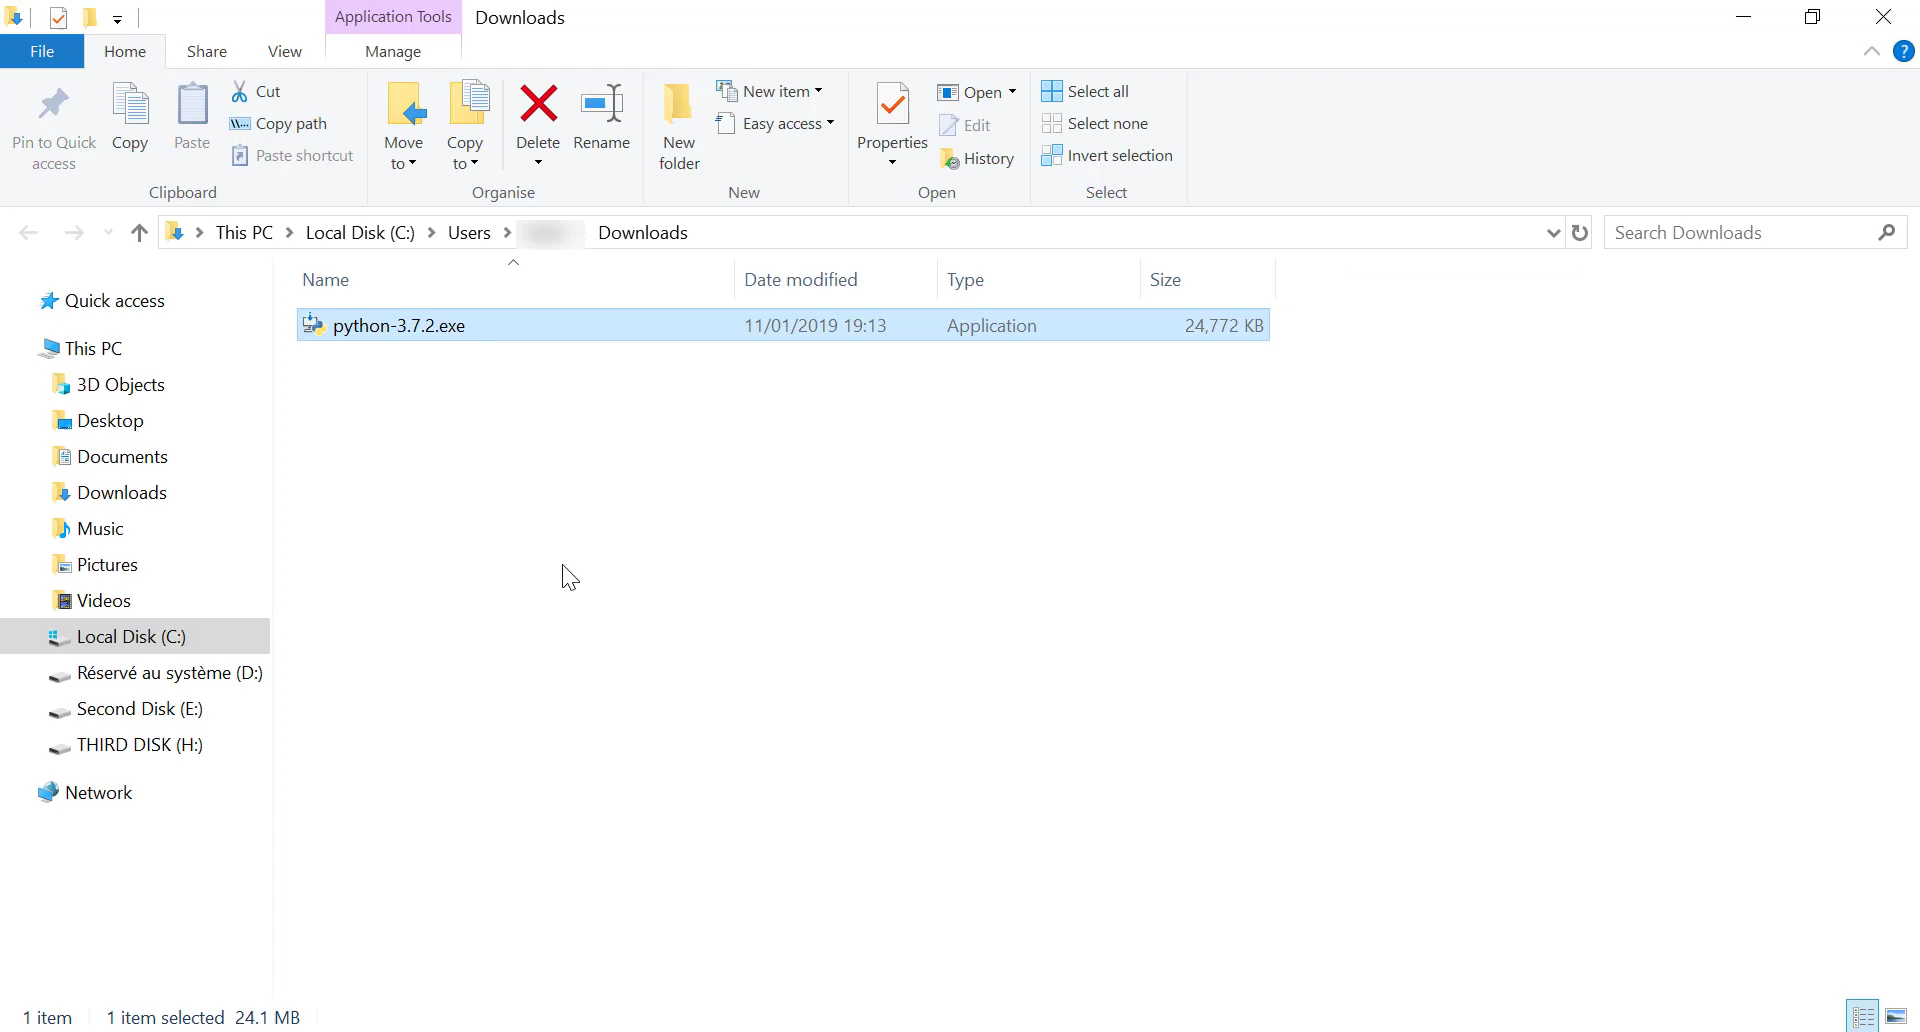 Application Tools Downloads
File Home Share View Manage
Pin to Quick access
Copy
Paste
Cut
Copy path
Paste shortcut
Clipboard
Move to
Copy to
Delete
Rename
Organise
New folder
New item
Easy access
New
Properties
Open
Edit
History
Open
Select all
Select none
Invert selection
Select
This PC Local Disk (C:) Users Downloads
Search Downloads
Name Date modified Type Size
python-3.7.2.exe 11/01/2019 19:13 Application 24,772 KB
Quick access
This PC
3D Objects
Desktop
Documents
Downloads
Music
Pictures
Videos
Local Disk (C:)
Réservé au système (D:)
Second Disk (E:)
THIRD DISK (H:)
Network
1 item 1 item selected 24.1 MB